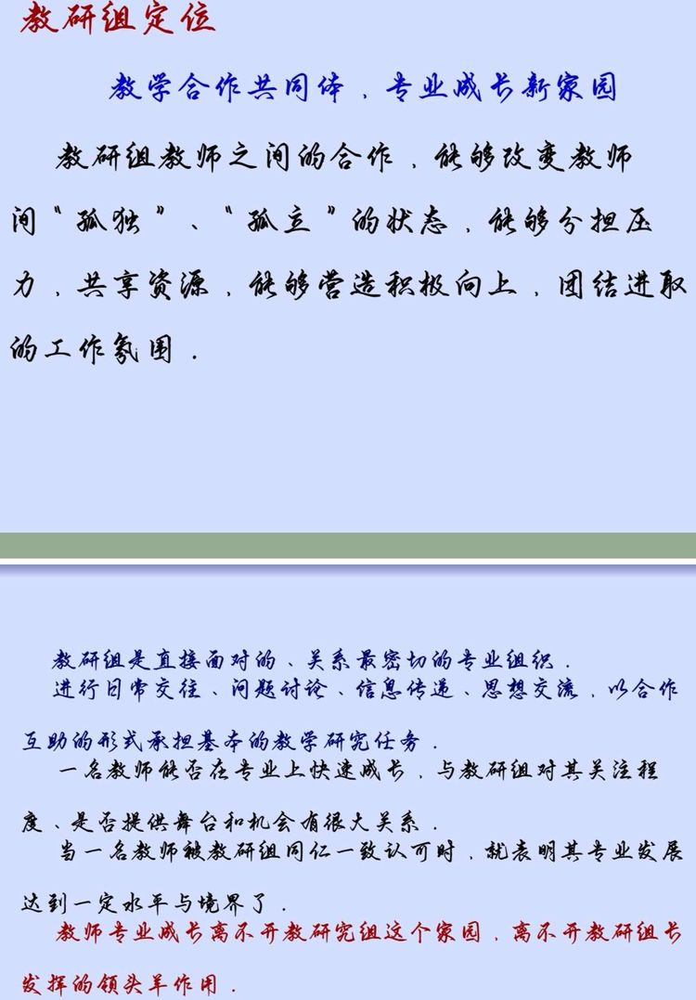 教研组定位
教学合作共同体，专业成长新家园
教研组教师之间的合作，能够改变教师
间“孤独”、“孤立”的状态，能够分担压
力，共享资源，能够营造积极向上，团结进取
的工作氛围．
教研组是直接面对的、关系最密切的专业组织．
进行日常交往、问题讨论、信息传递、思想交流，以合作
互助的形式承担基本的教学研究任务．
一名教师能否在专业上快速成长，与教研组对其关注程
度、是否提供舞台和机会有很大关系．
当一名教师被教研组同仁一致认可时，就表明其专业发展
达到一定水平与境界了．
教师专业成长离不开教研究组这个家园，离不开教研组长
发挥的领头羊作用．